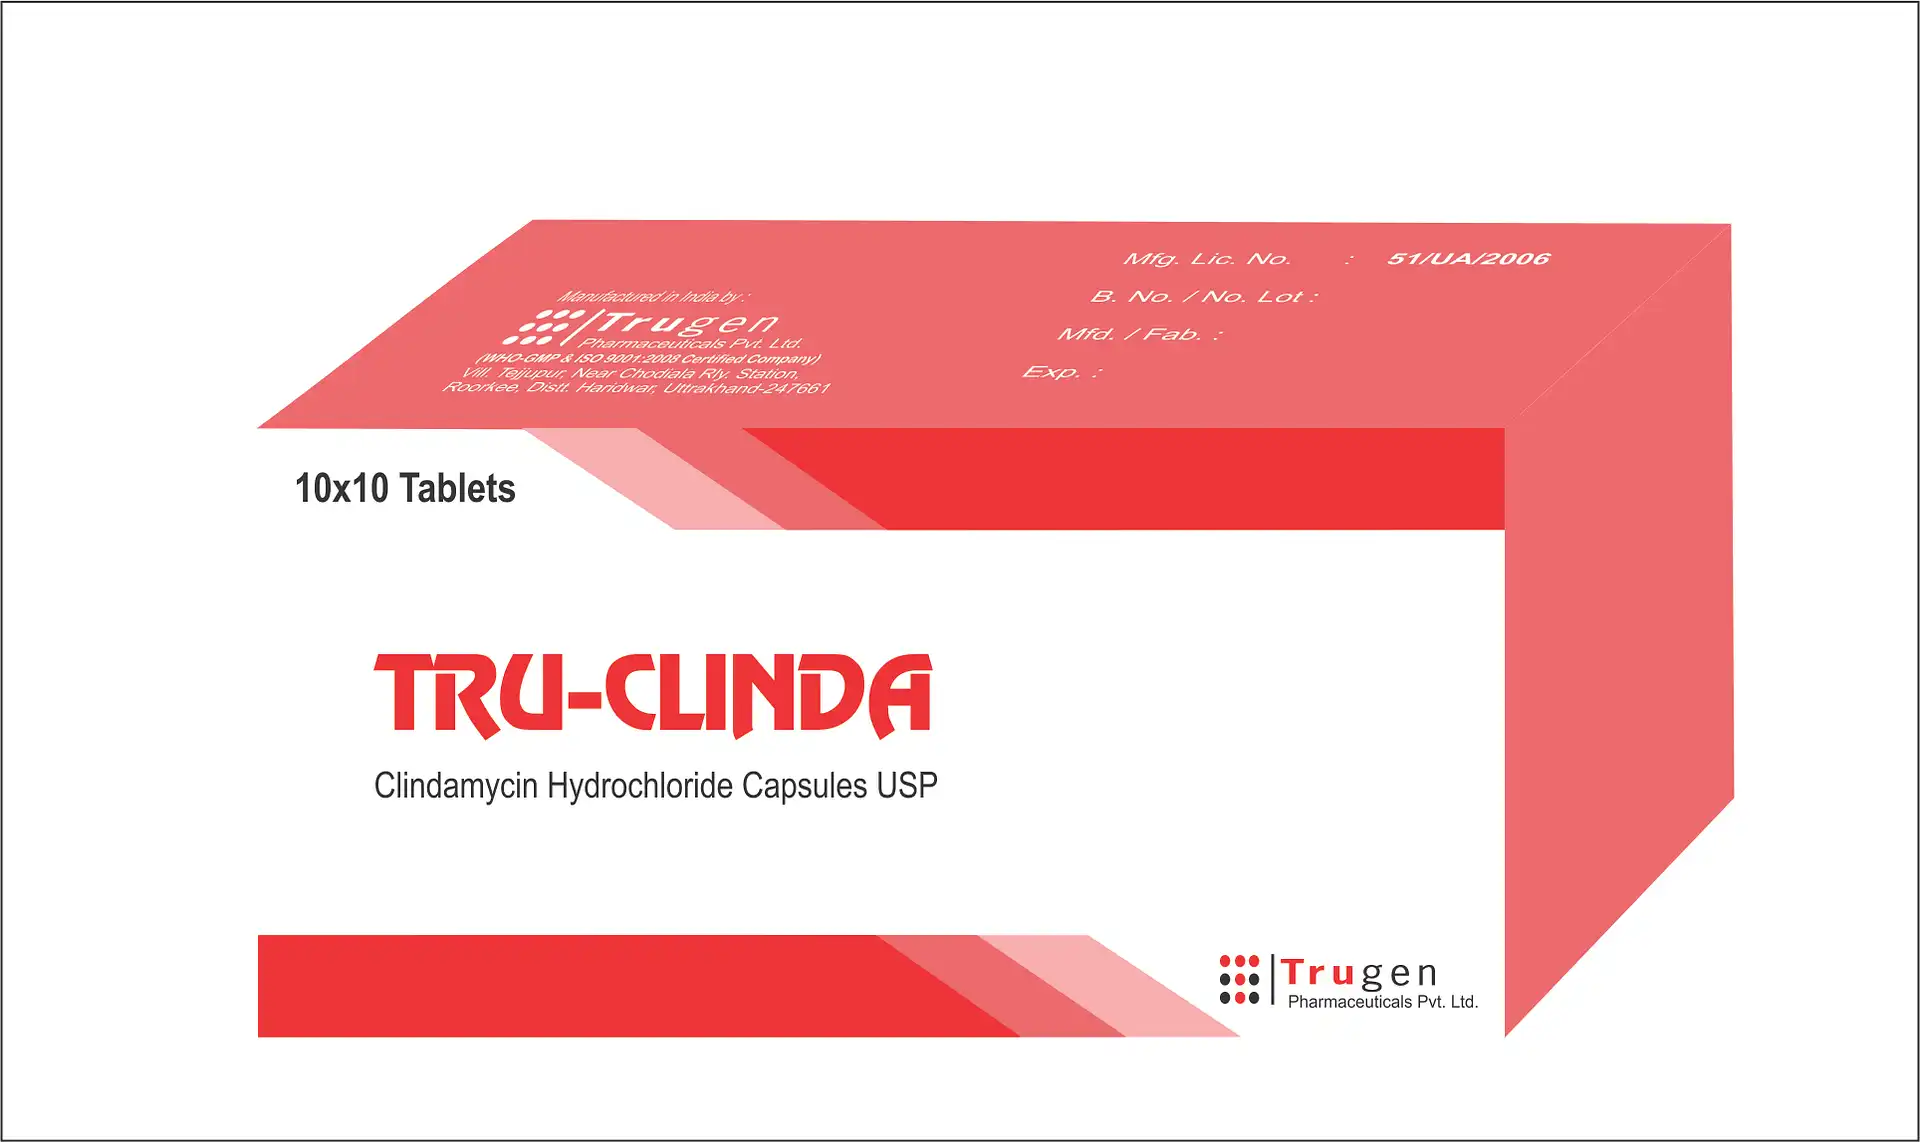 Manufactured in India by :
Trugen
Pharmaceuticals Pvt. Ltd.
(WHO-GMP & ISO 9001:2008 Certified Company)
Vill. Tejjupur, Near Chodiala Rly. Station,
Roorkee, Distt. Haridwar, Uttrakhand-247661
Mfg. Lic. No. : 51/UA/2006
B. No. / No. Lot :
Mfd. / Fab. :
Exp. :
10x10 Tablets
TRU-CLINDA
Clindamycin Hydrochloride Capsules USP
Trugen
Pharmaceuticals Pvt. Ltd.